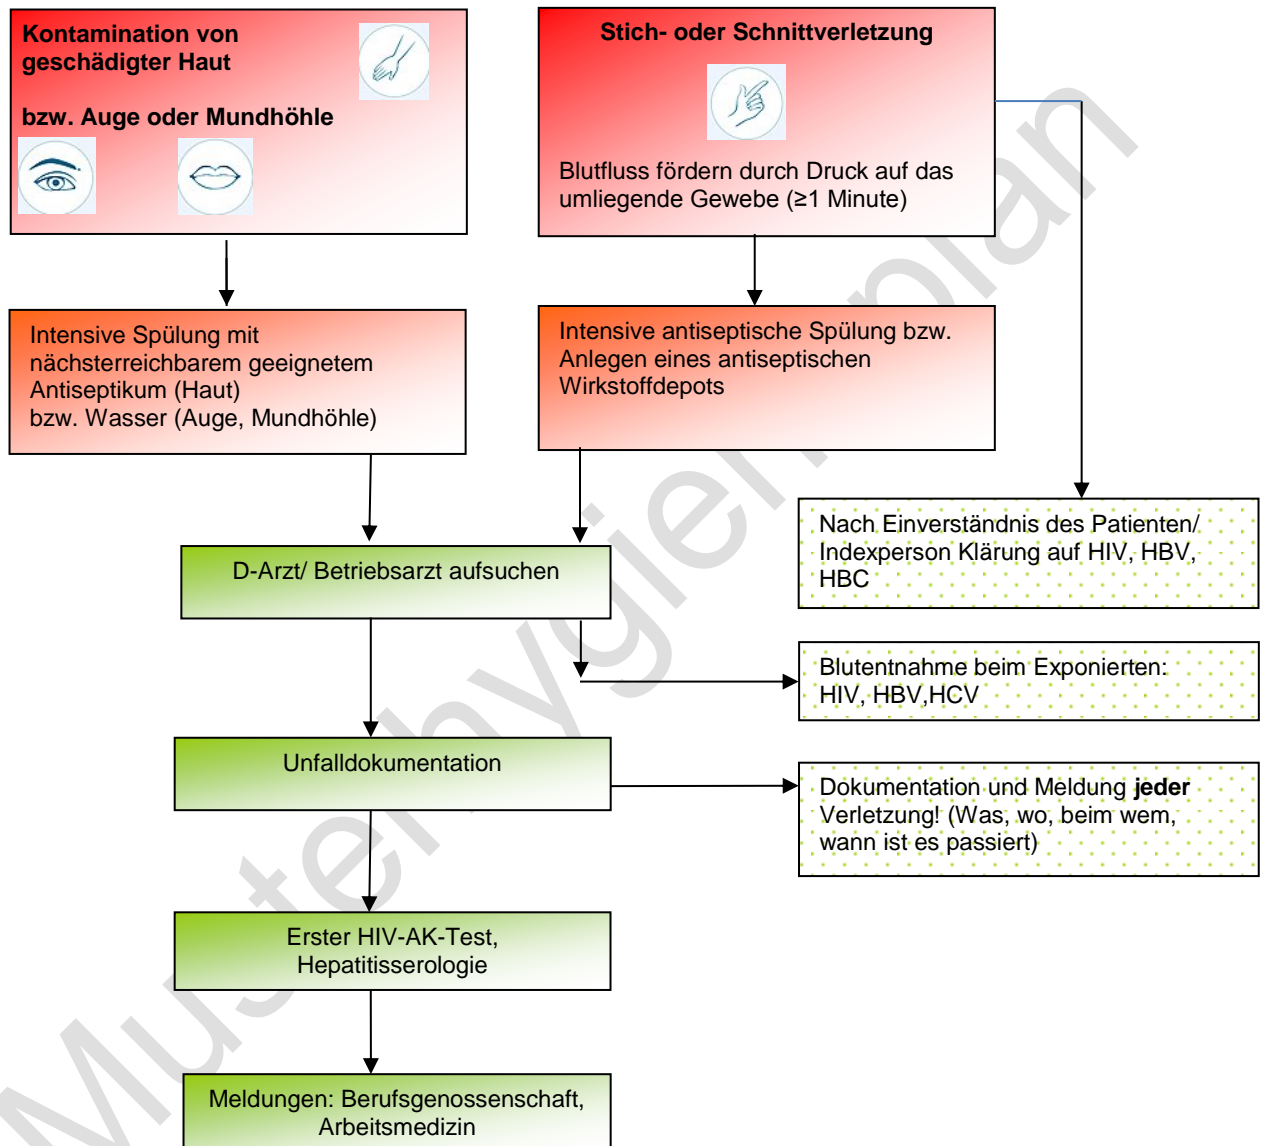 Kontamination von
geschädigter Haut
bzw. Auge oder Mundhöhle
Stich- oder Schnittverletzung
Blutfluss fördern durch Druck auf das
umliegende Gewebe (≥1 Minute)
Intensive Spülung mit
nächsterreichbarem geeignetem
Antiseptikum (Haut)
bzw. Wasser (Auge, Mundhöhle)
Intensive antiseptische Spülung bzw.
Anlegen eines antiseptischen
Wirkstoffdepots
Nach Einverständnis des Patienten/
Indexperson Klärung auf HIV, HBV,
HBC
D-Arzt/ Betriebsarzt aufsuchen
Blutentnahme beim Exponierten:
HIV, HBV,HCV
Unfalldokumentation
Dokumentation und Meldung jeder
Verletzung! (Was, wo, beim wem,
wann ist es passiert)
Erster HIV-AK-Test,
Hepatitisserologie
Meldungen: Berufsgenossenschaft,
Arbeitsmedizin
Musterhygieneplan